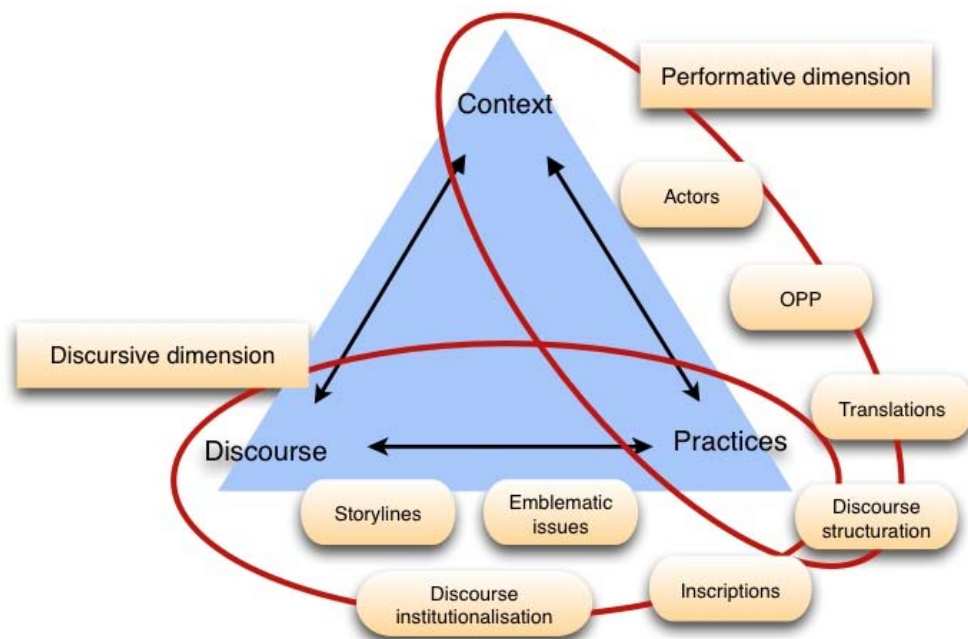 Performative dimension
Context
Actors
OPP
Discursive dimension
Translations
Discourse
Practices
Storylines
Emblematic
issues
Discourse
structuration
Discourse
institutionalisation
Inscriptions